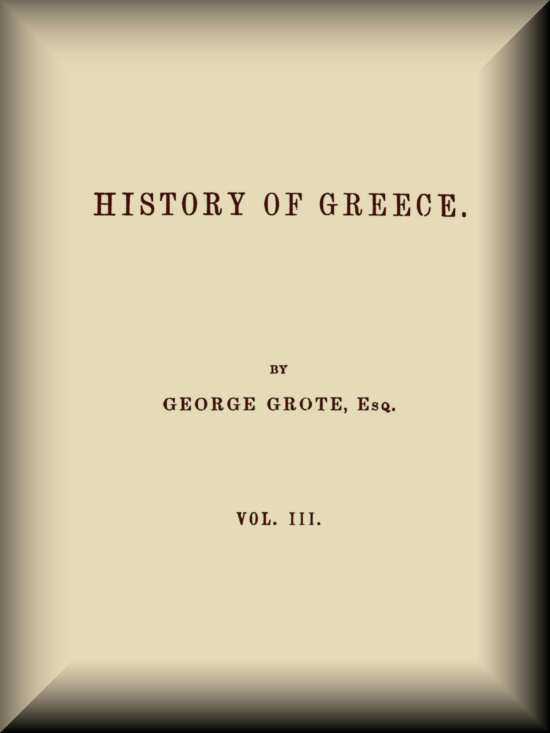 HISTORY OF GREECE.
BY
GEORGE GROTE, Esq.
VOL. III.